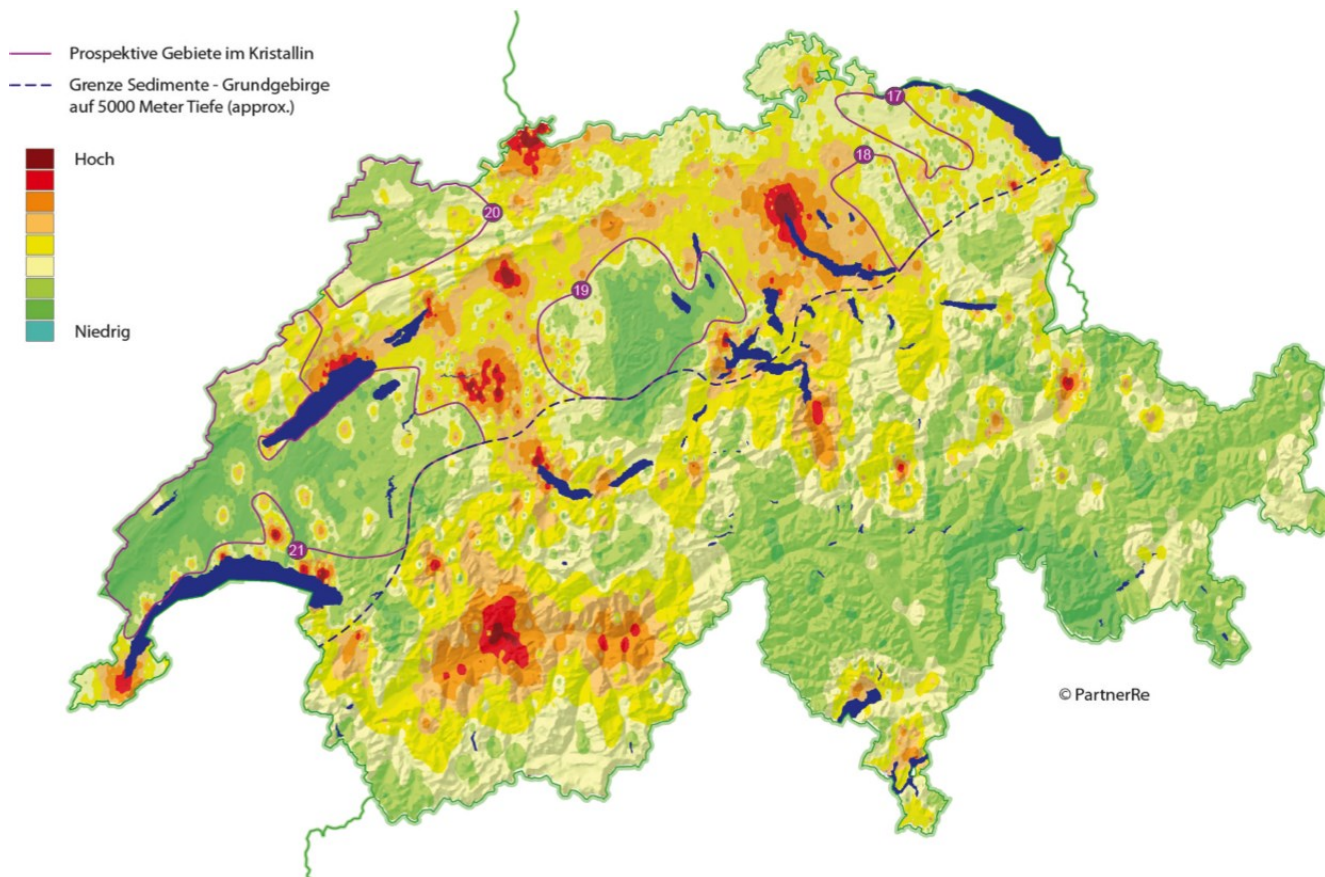 Prospektive Gebiete im Kristallin
Grenze Sedimente - Grundgebirge
auf 5000 Meter Tiefe (approx.)
Hoch
Niedrig
17
18
20
19
21
© PartnerRe